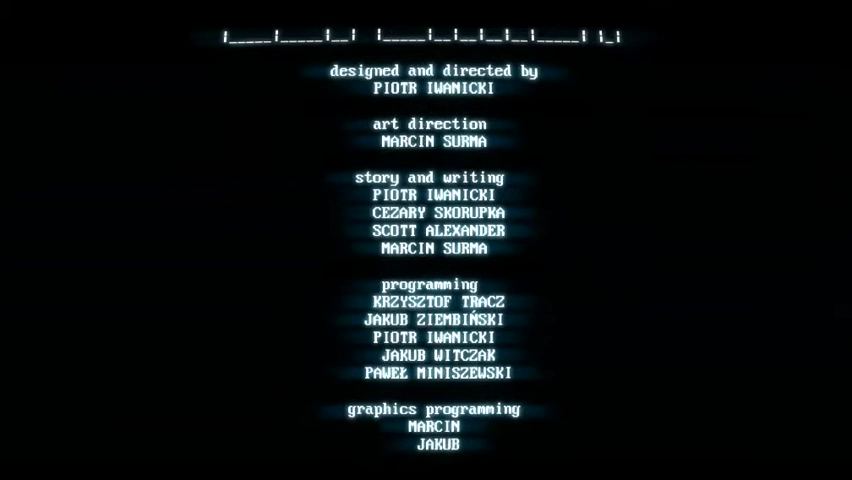 designed and directed by
PIOTR IWANICKI
art direction
MARCIN SURMA
story and writing
PIOTR IWANICKI
CEZARY SKORUPKA
SCOTT ALEXANDER
MARCIN SURMA
programming
KRZYSZTOF TRACZ
JAKUB ZIEMBIŃSKI
PIOTR IWANICKI
JAKUB WITCZAK
PAWEŁ MINISZEWSKI
graphics programming
MARCIN
JAKUB